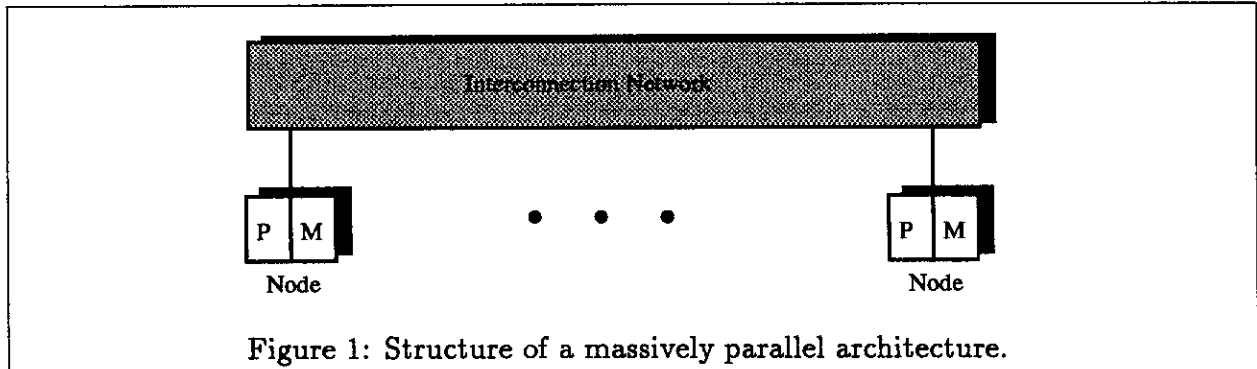 Interconnection Network
P M P M
Node Node
Figure 1: Structure of a massively parallel architecture.